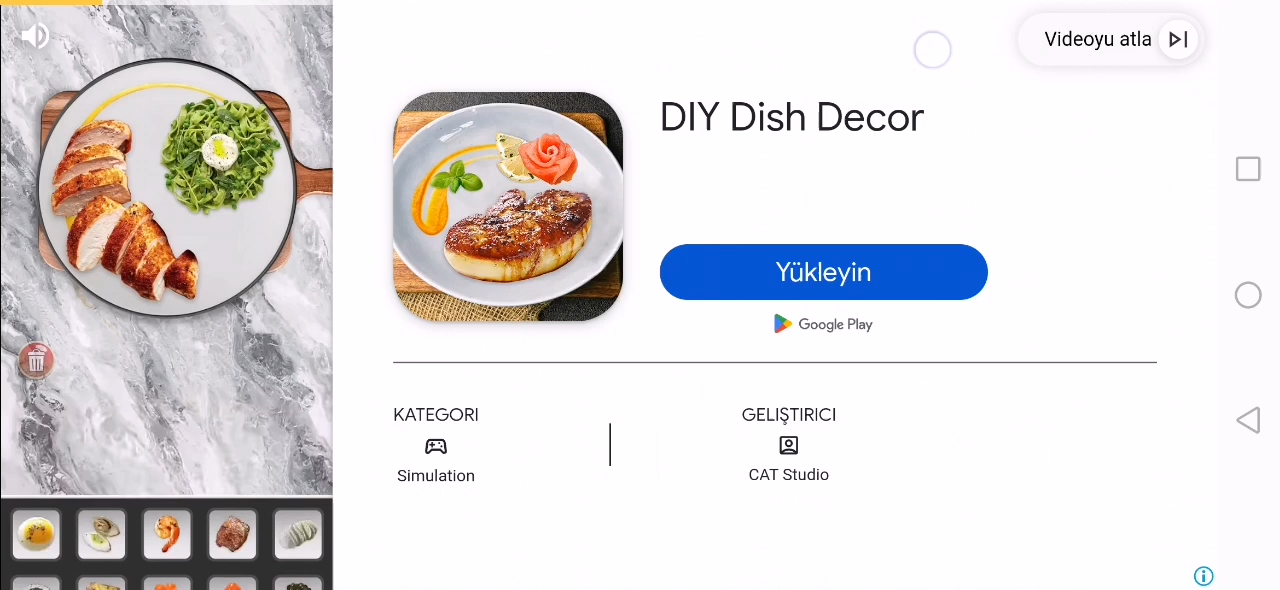 Videoyu atla
DIY Dish Decor
Yükleyin
Google Play
KATEGORI
GELIŞTIRICI
Simulation
CAT Studio